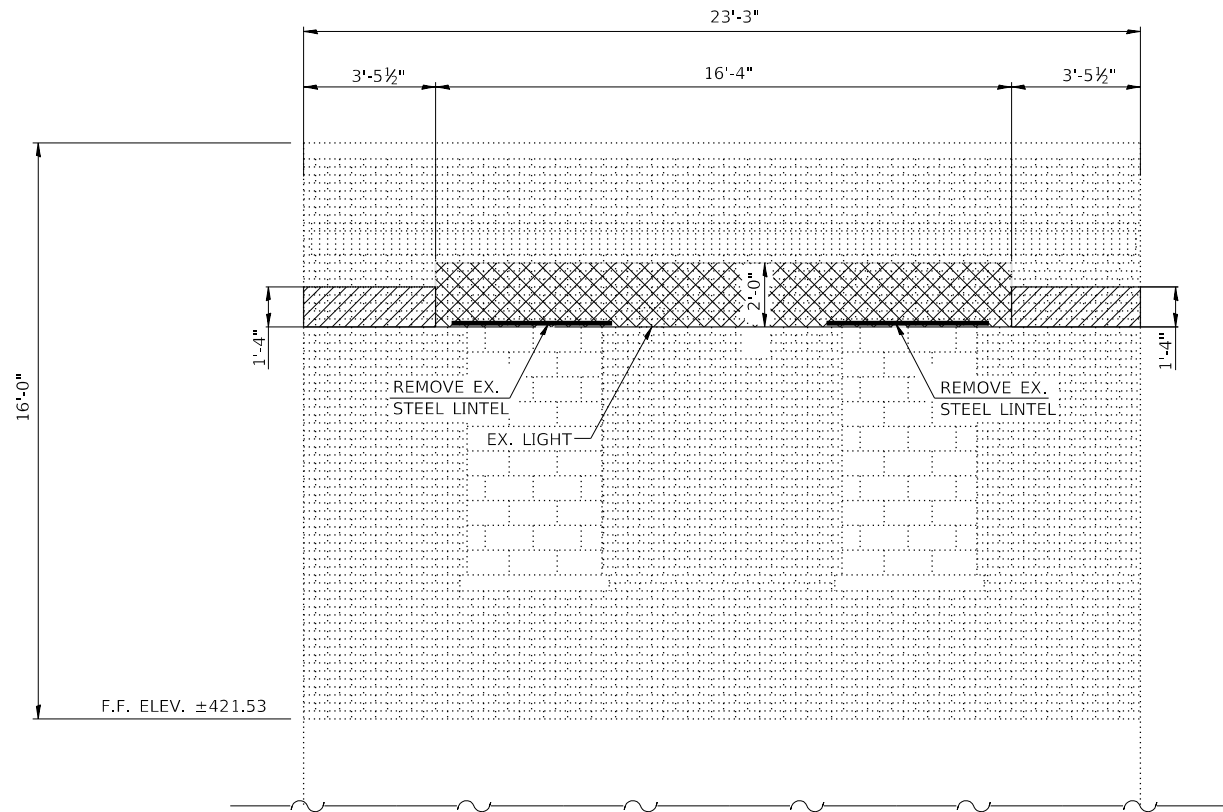 23'-3"
3'-5½"
16'-4"
3'-5½"
2'-0"
1'-4"
1'-4"
16'-0"
REMOVE EX.
STEEL LINTEL
REMOVE EX.
STEEL LINTEL
EX. LIGHT
F.F. ELEV. ±421.53